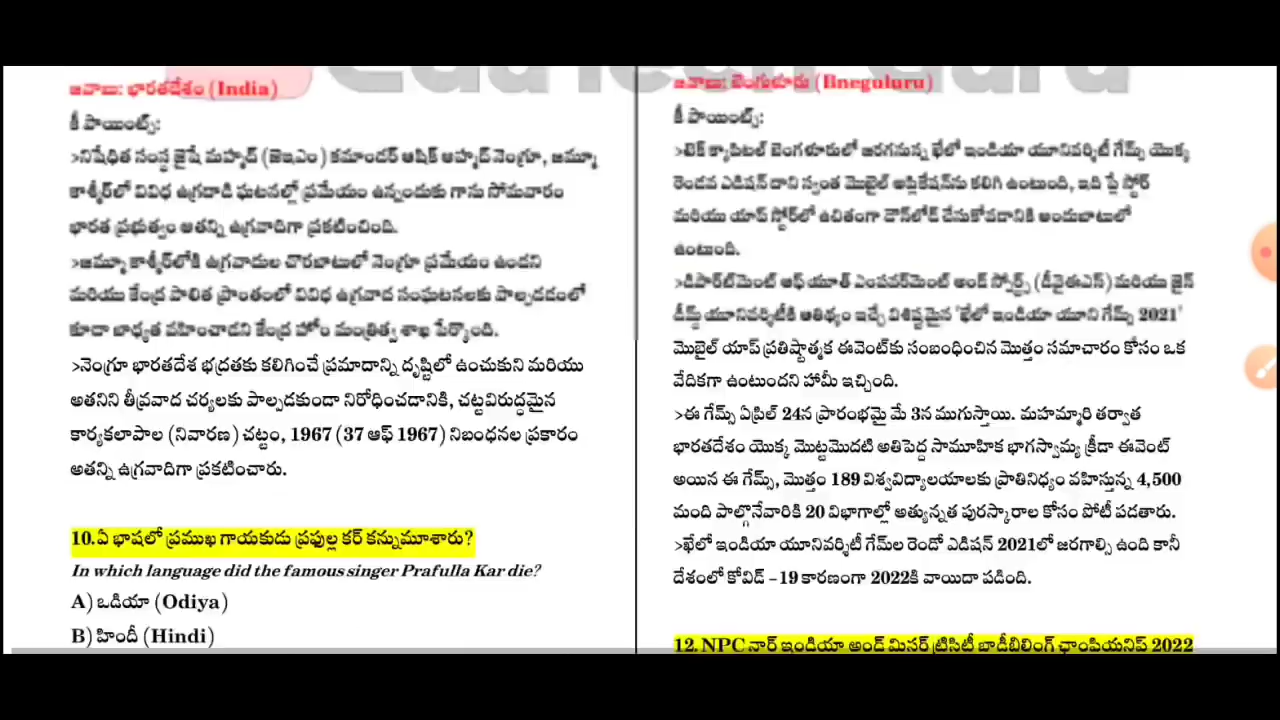 Edu Tech Guru
జవాబు: భారతదేశం (India)
కీ పాయింట్స్:
>నిషేధిత సంస్థ జైషే మహ్మద్ (జెఇఎం) కమాండర్ ఆషిక్ అహ్మద్ నెంగ్రూ, జమ్మూ
కాశ్మీర్‌లో వివిధ ఉగ్రవాద ఘటనల్లో ప్రమేయం ఉన్నందుకు గాను సోమవారం
భారత ప్రభుత్వం అతన్ని ఉగ్రవాదిగా ప్రకటించింది.
>జమ్మూ కాశ్మీర్‌లోకి ఉగ్రవాదుల చొరబాటులో నెంగ్రూ ప్రమేయం ఉందని
మరియు కేంద్ర పాలిత ప్రాంతంలో వివిధ ఉగ్రవాద సంఘటనలకు పాల్పడడంలో
కూడా బాధ్యత వహించాడని కేంద్ర హోం మంత్రిత్వ శాఖ పేర్కొంది.
>నెంగ్రూ భారతదేశ భద్రతకు కలిగించే ప్రమాదాన్ని దృష్టిలో ఉంచుకుని మరియు
అతనిని తీవ్రవాద చర్యలకు పాల్పడకుండా నిరోధించడానికి, చట్టవిరుద్ధమైన
కార్యకలాపాల (నివారణ) చట్టం, 1967 (37 ఆఫ్ 1967) నిబంధనల ప్రకారం
అతన్ని ఉగ్రవాదిగా ప్రకటించారు.
10.ఏ భాషలో ప్రముఖ గాయకుడు ప్రఫుల్ల కర్ కన్నుమూశారు?
In which language did the famous singer Prafulla Kar die?
A) ఒడియా (Odiya)
B) హిందీ (Hindi)
జవాబు: బెంగుళూరు (Bneguluru)
కీ పాయింట్స్:
>టెక్ క్యాపిటల్ బెంగళూరులో జరగనున్న ఖేలో ఇండియా యూనివర్శిటీ గేమ్స్ యొక్క
రెండవ ఎడిషన్ దాని స్వంత మొబైల్ అప్లికేషన్‌ను కలిగి ఉంటుంది, ఇది ప్లే స్టోర్
మరియు యాప్ స్టోర్‌లో ఉచితంగా డౌన్‌లోడ్ చేసుకోవడానికి అందుబాటులో
ఉంటుంది.
>డిపార్ట్‌మెంట్ ఆఫ్ యూత్ ఎంపవర్‌మెంట్ అండ్ స్పోర్ట్స్ (డీవైఈఎస్) మరియు జైన్
డీమ్డ్ యూనివర్శిటీకి ఆతిథ్యం ఇచ్చే విశిష్టమైన 'ఖేలో ఇండియా యూని గేమ్స్ 2021'
మొబైల్ యాప్ ప్రతిష్టాత్మక ఈవెంట్‌కు సంబంధించిన మొత్తం సమాచారం కోసం ఒక
వేదికగా ఉంటుందని హామీ ఇచ్చింది.
>ఈ గేమ్స్ ఏప్రిల్ 24న ప్రారంభమై మే 3న ముగుస్తాయి. మహమ్మారి తర్వాత
భారతదేశం యొక్క మొట్టమొదటి అతిపెద్ద సామూహిక భాగస్వామ్య క్రీడా ఈవెంట్
అయిన ఈ గేమ్స్, మొత్తం 189 విశ్వవిద్యాలయాలకు ప్రాతినిధ్యం వహిస్తున్న 4,500
మంది పాల్గొనేవారికి 20 విభాగాల్లో అత్యున్నత పురస్కారాల కోసం పోటీ పడతారు.
>ఖేలో ఇండియా యూనివర్శిటీ గేమ్‌ల రెండో ఎడిషన్ 2021లో జరగాల్సి ఉంది కానీ
దేశంలో కోవిడ్ -19 కారణంగా 2022కి వాయిదా పడింది.
12. NPC నార్ ఇండియా అండ్ మిసర్ ట్రిసిటీ బాడీబిల్డింగ్ ఛాంపియన్షిప్ 2022